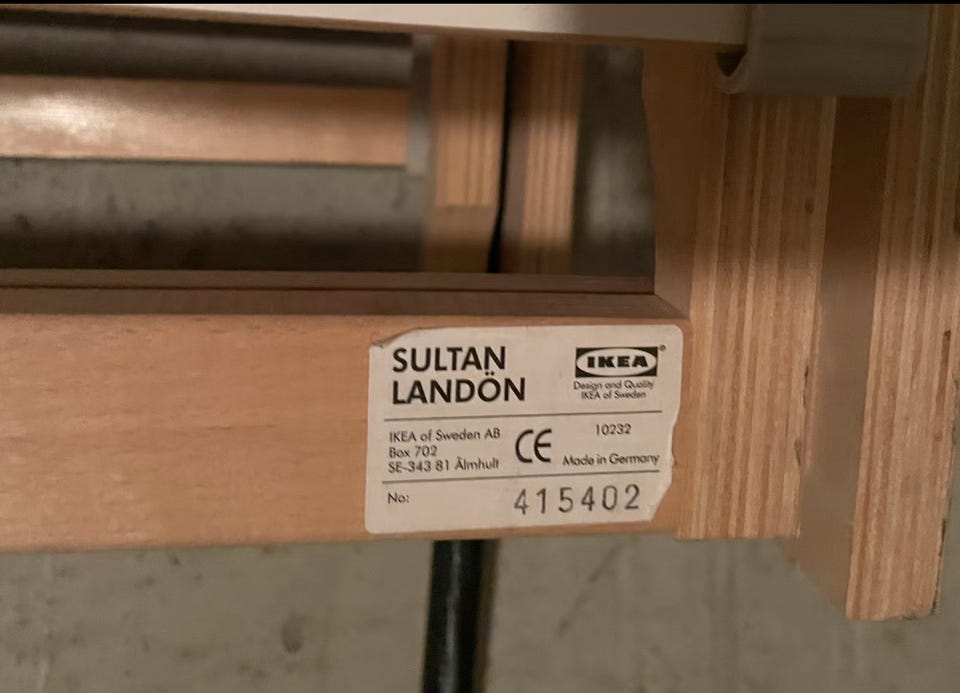 SULTAN
LANDÖN
IKEA®
Design and Quality
IKEA of Sweden
IKEA of Sweden AB
Box 702
SE-343 81 Älmhult
CE
10232
Made in Germany
No:
415402